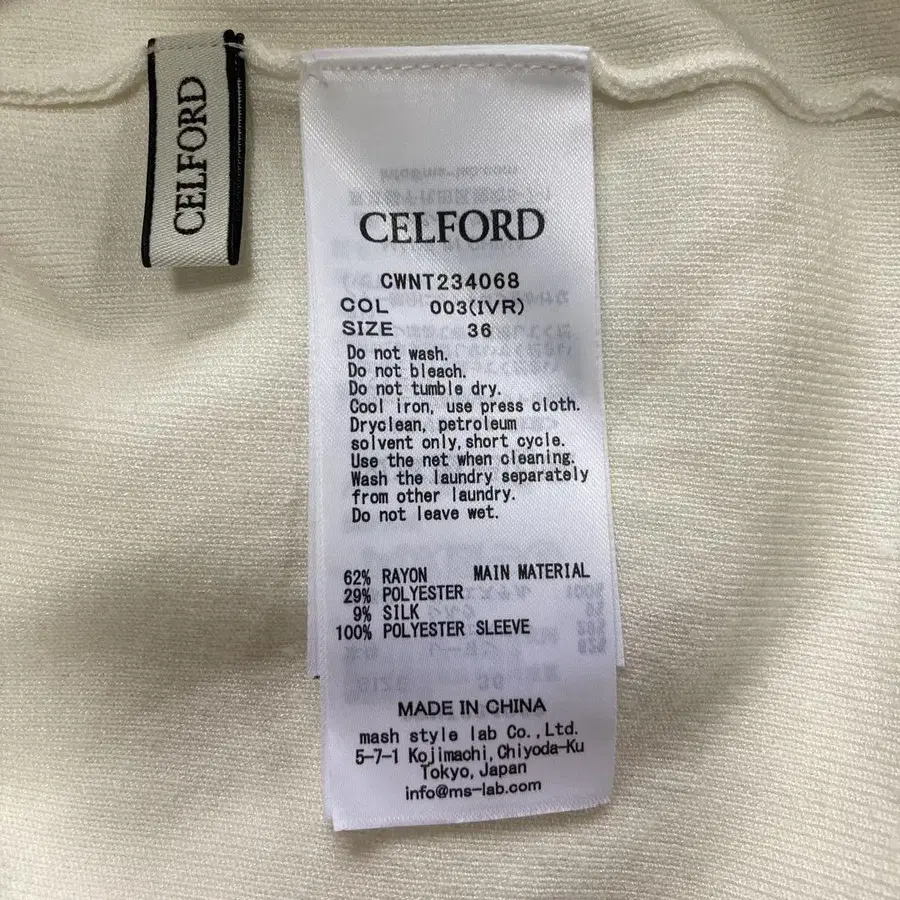 CELFORD
CELFORD
CWNT234068
COL 003(IVR)
SIZE 36
Do not wash.
Do not bleach.
Do not tumble dry.
Cool iron, use press cloth.
Dryclean, petroleum
solvent only,short cycle.
Use the net when cleaning.
Wash the laundry separately
from other laundry.
Do not leave wet.
62% RAYON MAIN MATERIAL
29% POLYESTER
9% SILK
100% POLYESTER SLEEVE
MADE IN CHINA
mash style lab Co.,Ltd.
5-7-1 Kojimachi,Chiyoda-Ku
Tokyo,Japan
info@ms-lab.com